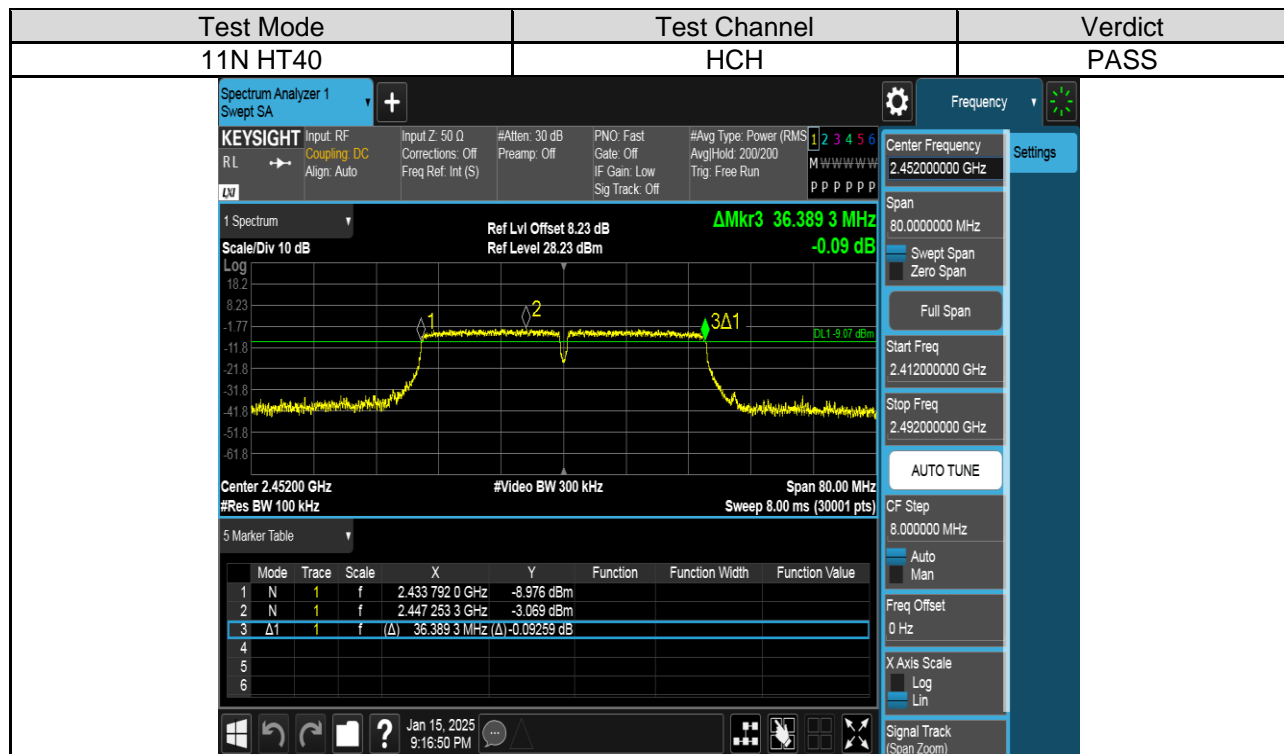 Test Mode Test Channel Verdict
11N HT40 HCH PASS
Spectrum Analyzer 1
Swept SA
+
Frequency
KEYSIGHT Input: RF Input Z: 50 Ω #Atten: 30 dB PNO: Fast #Avg Type: Power (RMS 1 2 3 4 5 6
RL Coupling: DC Corrections: Off Preamp: Off Gate: Off Avg|Hold: 200/200 M W W W W W
Align: Auto Freq Ref: Int (S) IF Gain: Low Trig: Free Run
LXI Sig Track: Off P P P P P P
1 Spectrum
Ref Lvl Offset 8.23 dB ΔMkr3 36.389 3 MHz
Scale/Div 10 dB Ref Level 28.23 dBm -0.09 dB
Log
18.2
8.23
-1.77
-11.8
-21.8
-31.8
-41.8
-51.8
-61.8
1 2 3Δ1
DL1 -9.07 dBm
Center 2.45200 GHz #Video BW 300 kHz Span 80.00 MHz
#Res BW 100 kHz Sweep 8.00 ms (30001 pts)
5 Marker Table
Mode Trace Scale X Y Function Function Width Function Value
1 N 1 f 2.433 792 0 GHz -8.976 dBm
2 N 1 f 2.447 253 3 GHz -3.069 dBm
3 Δ1 1 f (Δ) 36.389 3 MHz (Δ) -0.09259 dB
4
5
6
? Jan 15, 2025
9:16:50 PM
Settings
Center Frequency
2.452000000 GHz
Span
80.0000000 MHz
Swept Span
Zero Span
Full Span
Start Freq
2.412000000 GHz
Stop Freq
2.492000000 GHz
AUTO TUNE
CF Step
8.000000 MHz
Auto
Man
Freq Offset
0 Hz
X Axis Scale
Log
Lin
Signal Track
(Span Zoom)